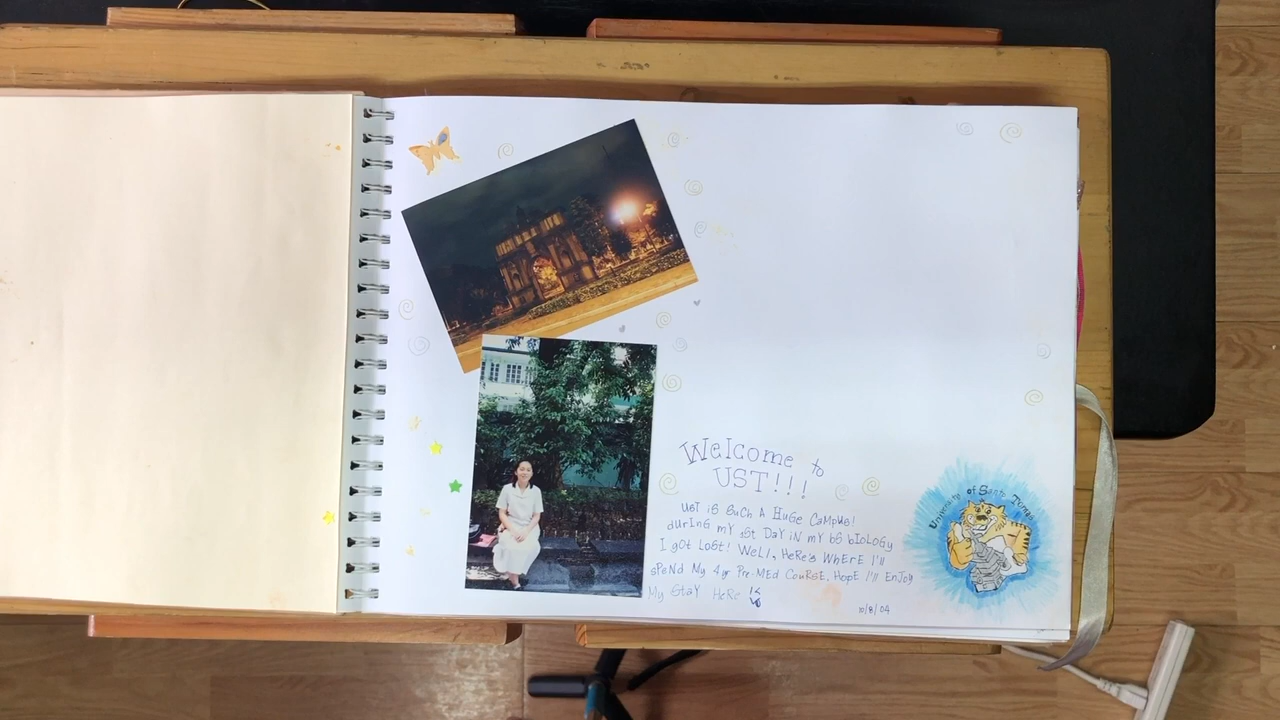 Welcome to
UST!!!
UST iS SuCh A HuGe CaMpUs!
dUrInG mY 1St DaY iN mY bS bIOLoGy
I gOt LoSt! WeLl, HeRe's WhErE I'll
sPeNd My 4yr Pre-MEd CouRSE. HopE I'll EnJoy
My StaY HeRe
10/8/04
University of Santo Tomas